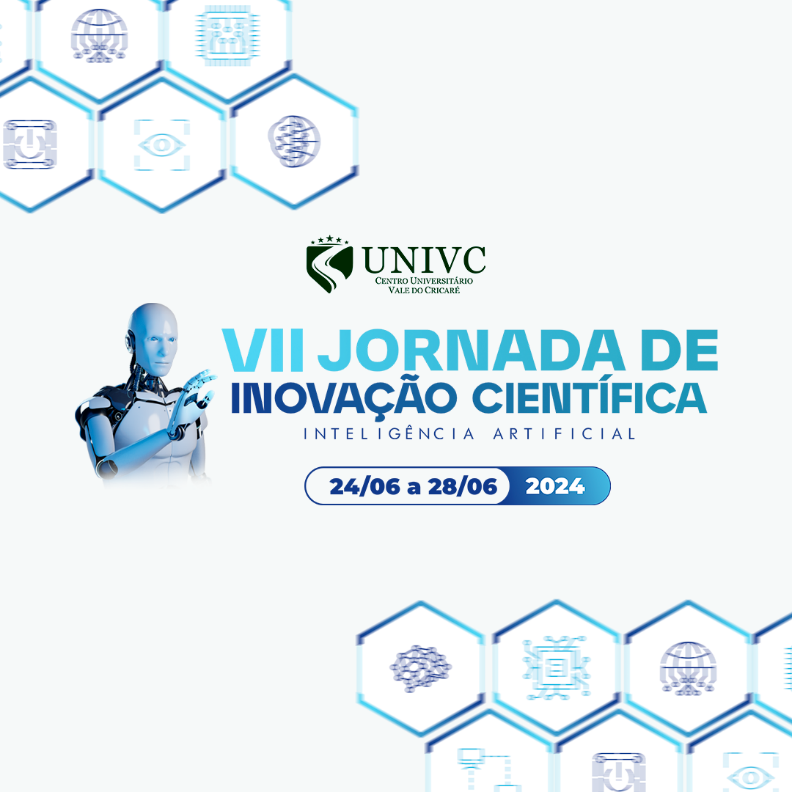 UNIVC
CENTRO UNIVERSITÁRIO
VALE DO CRICARÉ
VII JORNADA DE
INOVAÇÃO CIENTÍFICA
INTELIGÊNCIA ARTIFICIAL
24/06 a 28/06 2024